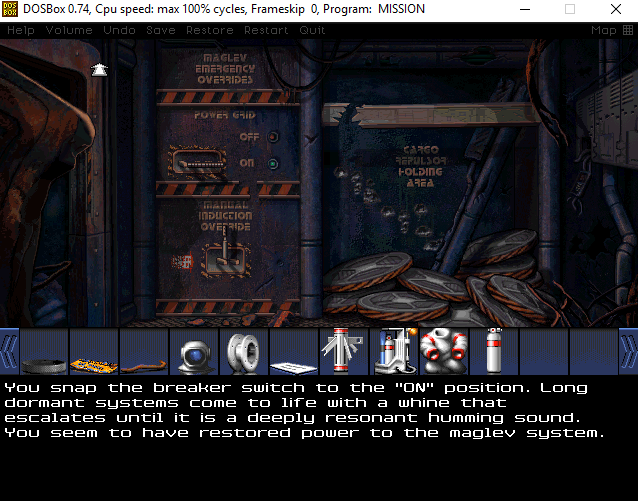 DOSBox 0.74, Cpu speed: max 100% cycles, Frameskip 0, Program: MISSION
Help Volume Undo Save Restore Restart Quit Map
MAGLEV
EMERGENCY
OVERRIDES
POWER GRID
OFF
ON
CARGO
REPULSOR
HOLDING
AREA
MANUAL
INDUCTION
OVERRIDE
You snap the breaker switch to the "ON" position. Long
dormant systems come to life with a whine that
escalates until it is a deeply resonant humming sound.
You seem to have restored power to the maglev system.